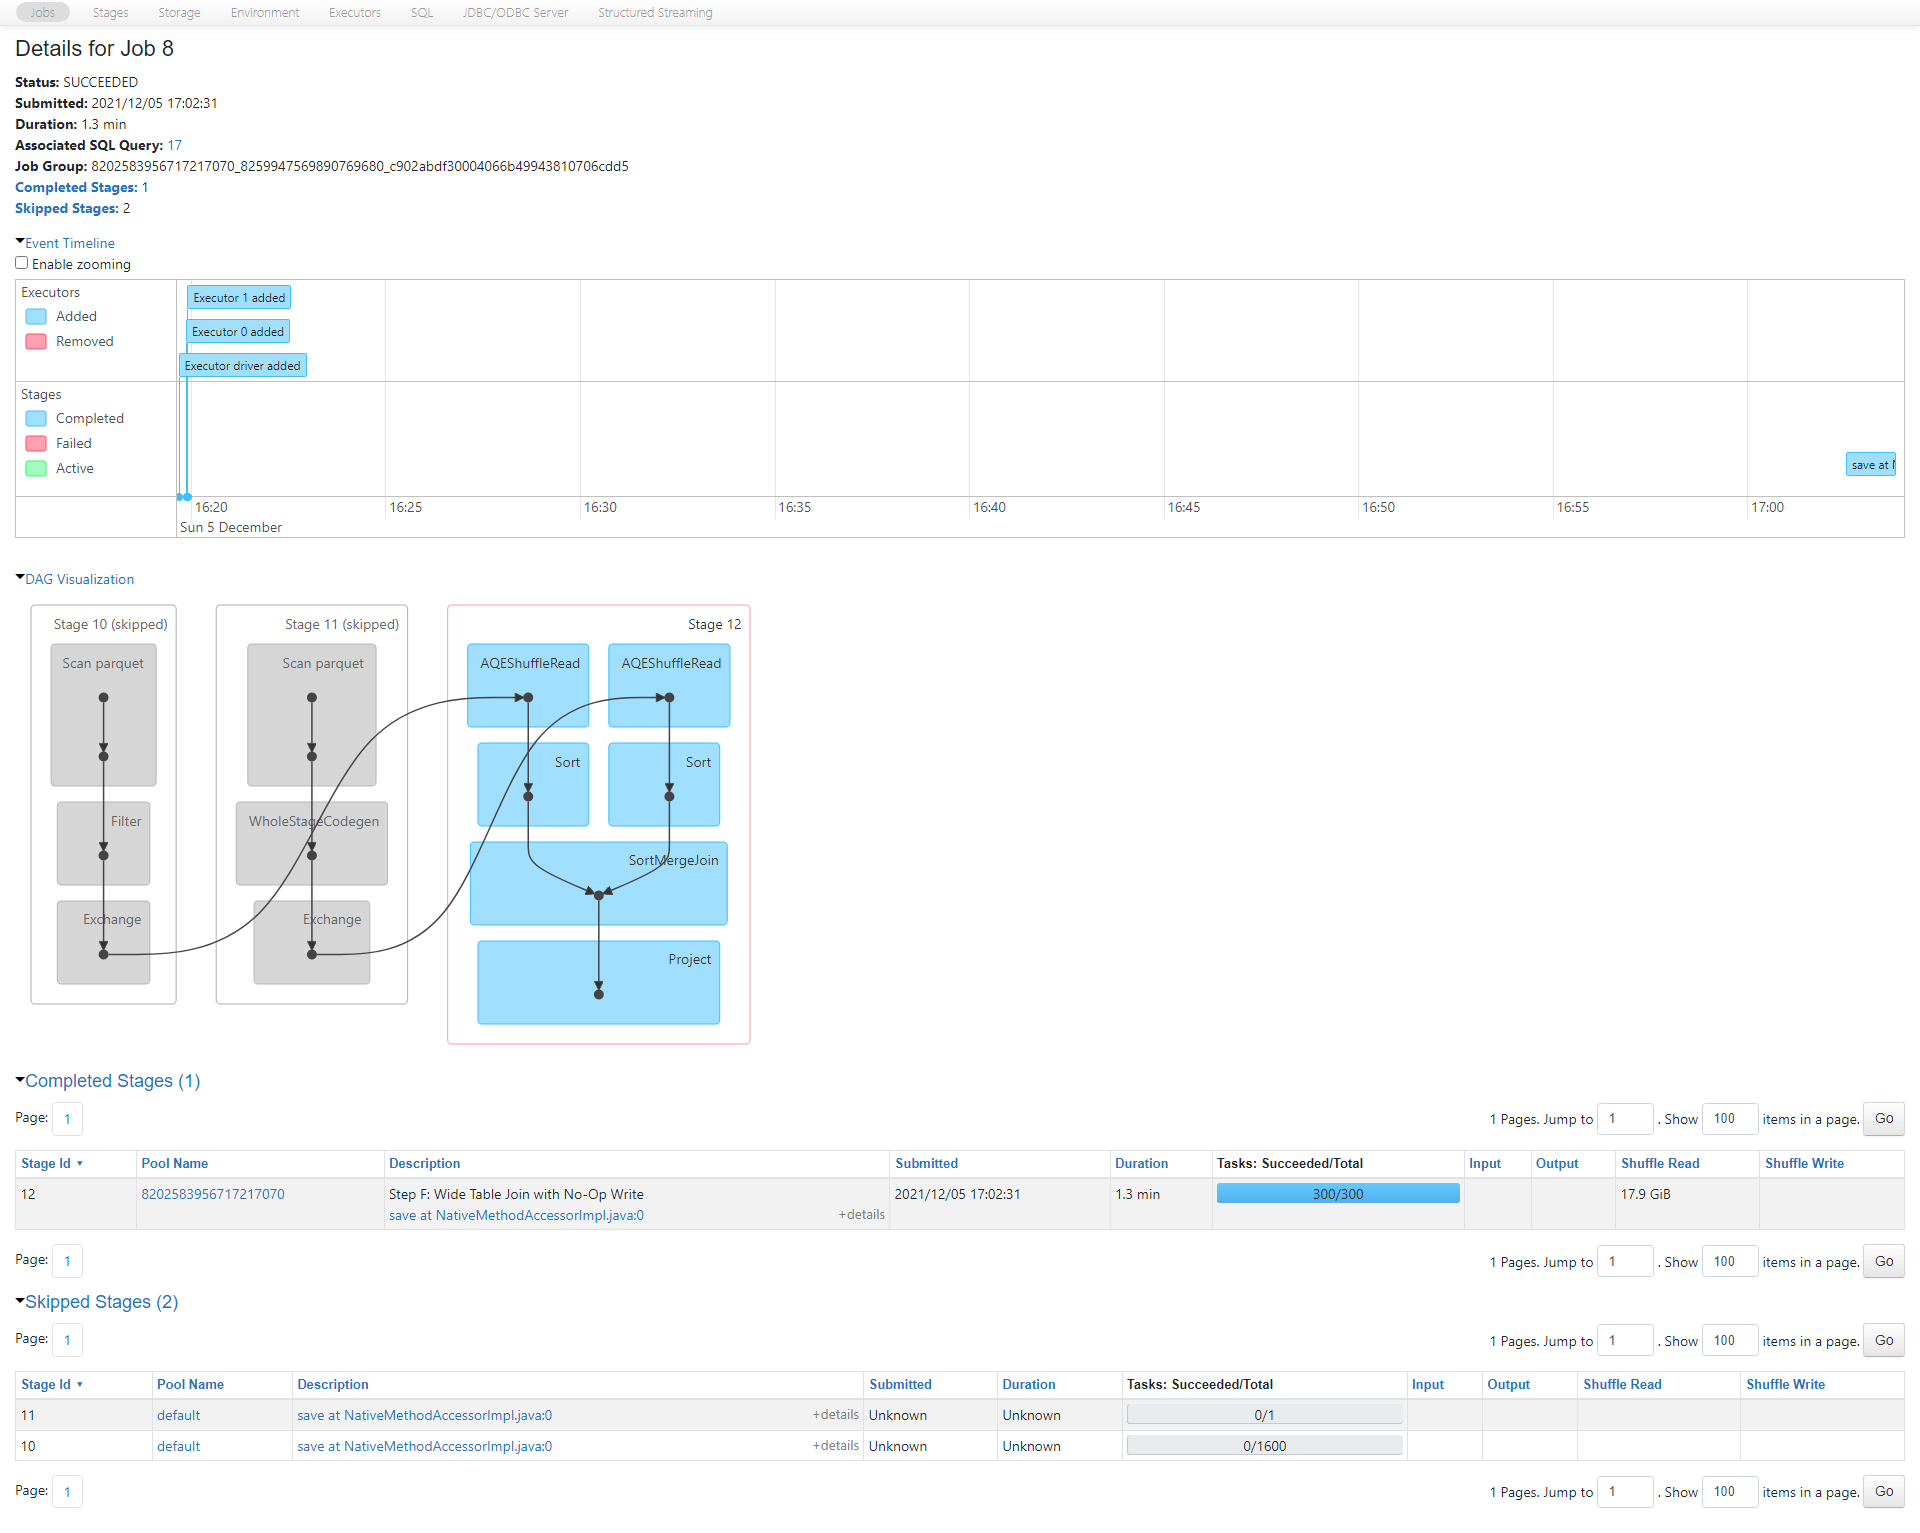 Jobs Stages Storage Environment Executors SQL JDBC/ODBC Server Structured Streaming
Details for Job 8
Status: SUCCEEDED
Submitted: 2021/12/05 17:02:31
Duration: 1.3 min
Associated SQL Query: 17
Job Group: 8202583956717217070_8259947569890769680_c902abdf30004066b49943810706cdd5
Completed Stages: 1
Skipped Stages: 2
Event Timeline
Enable zooming
Executors
Added
Removed
Executor 1 added
Executor 0 added
Executor driver added
Stages
Completed
Failed
Active
save at
16:20 16:25 16:30 16:35 16:40 16:45 16:50 16:55 17:00
Sun 5 December
DAG Visualization
Stage 10 (skipped)
Scan parquet
Filter
Exchange
Stage 11 (skipped)
Scan parquet
WholeStageCodegen
Exchange
Stage 12
AQEShuffleRead AQEShuffleRead
Sort Sort
SortMergeJoin
Project
Completed Stages (1)
Page: 1 1 Pages. Jump to 1 . Show 100 items in a page. Go
Stage Id Pool Name Description Submitted Duration Tasks: Succeeded/Total Input Output Shuffle Read Shuffle Write
12 8202583956717217070 Step F: Wide Table Join with No-Op Write 2021/12/05 17:02:31 1.3 min 300/300 17.9 GiB
save at NativeMethodAccessorImpl.java:0 +details
Page: 1 1 Pages. Jump to 1 . Show 100 items in a page. Go
Skipped Stages (2)
Page: 1 1 Pages. Jump to 1 . Show 100 items in a page. Go
Stage Id Pool Name Description Submitted Duration Tasks: Succeeded/Total Input Output Shuffle Read Shuffle Write
11 default save at NativeMethodAccessorImpl.java:0 +details Unknown Unknown 0/1
10 default save at NativeMethodAccessorImpl.java:0 +details Unknown Unknown 0/1600
Page: 1 1 Pages. Jump to 1 . Show 100 items in a page. Go